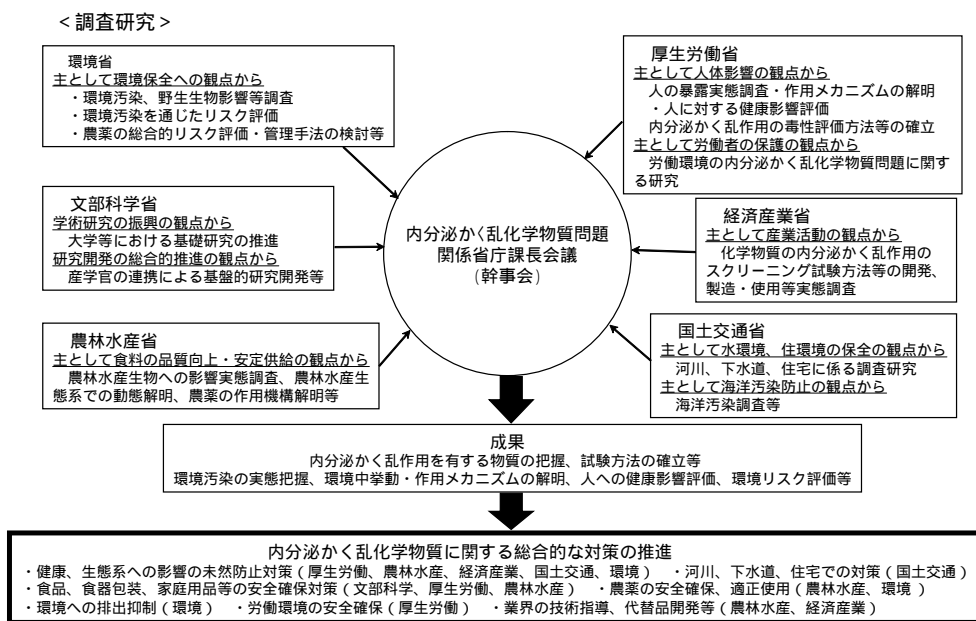 ＜調査研究＞
環境省
主として環境保全への観点から
・環境汚染、野生生物影響等調査
・環境汚染を通じたリスク評価
・農薬の総合的リスク評価・管理手法の検討等
文部科学省
学術研究の振興の観点から
大学等における基礎研究の推進
研究開発の総合的推進の観点から
産学官の連携による基盤的研究開発等
農林水産省
主として食料の品質向上・安定供給の観点から
農林水産生物への影響実態調査、農林水産生
態系での動態解明、農薬の作用機構解明等
内分泌かく乱化学物質問題
関係省庁課長会議
（幹事会）
厚生労働省
主として人体影響の観点から
人の暴露実態調査・作用メカニズムの解明
・人に対する健康影響評価
内分泌かく乱作用の毒性評価方法等の確立
主として労働者の保護の観点から
労働環境の内分泌かく乱化学物質問題に関す
る研究
経済産業省
主として産業活動の観点から
化学物質の内分泌かく乱作用の
スクリーニング試験方法等の開発、
製造・使用等実態調査
国土交通省
主として水環境、住環境の保全の観点から
河川、下水道、住宅に係る調査研究
主として海洋汚染防止の観点から
海洋汚染調査等
成果
内分泌かく乱作用を有する物質の把握、試験方法の確立等
環境汚染の実態把握、環境中挙動・作用メカニズムの解明、人への健康影響評価、環境リスク評価等
内分泌かく乱化学物質に関する総合的な対策の推進
・健康、生態系への影響の未然防止対策（厚生労働、農林水産、経済産業、国土交通、環境） ・河川、下水道、住宅での対策（国土交通）
・食品、食器包装、家庭用品等の安全確保対策（文部科学、厚生労働、農林水産） ・農薬の安全確保、適正使用（農林水産、環境）
・環境への排出抑制（環境） ・労働環境の安全確保（厚生労働） ・業界の技術指導、代替品開発等（農林水産、経済産業）